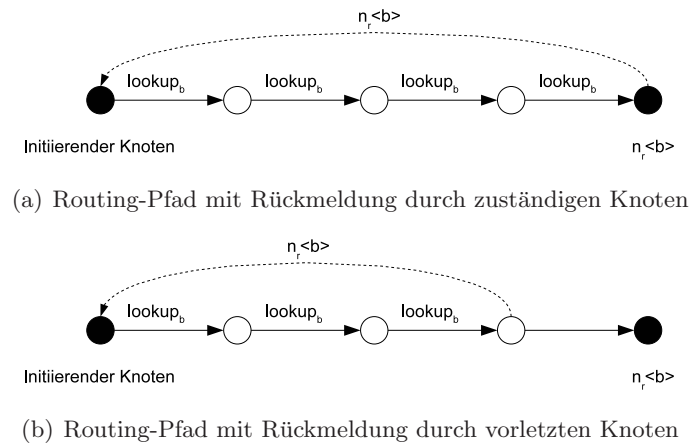 n_r<b>
lookup_b lookup_b lookup_b lookup_b
Initiierender Knoten n_r<b>
(a) Routing-Pfad mit Rückmeldung durch zuständigen Knoten
n_r<b>
lookup_b lookup_b lookup_b
Initiierender Knoten n_r<b>
(b) Routing-Pfad mit Rückmeldung durch vorletzten Knoten